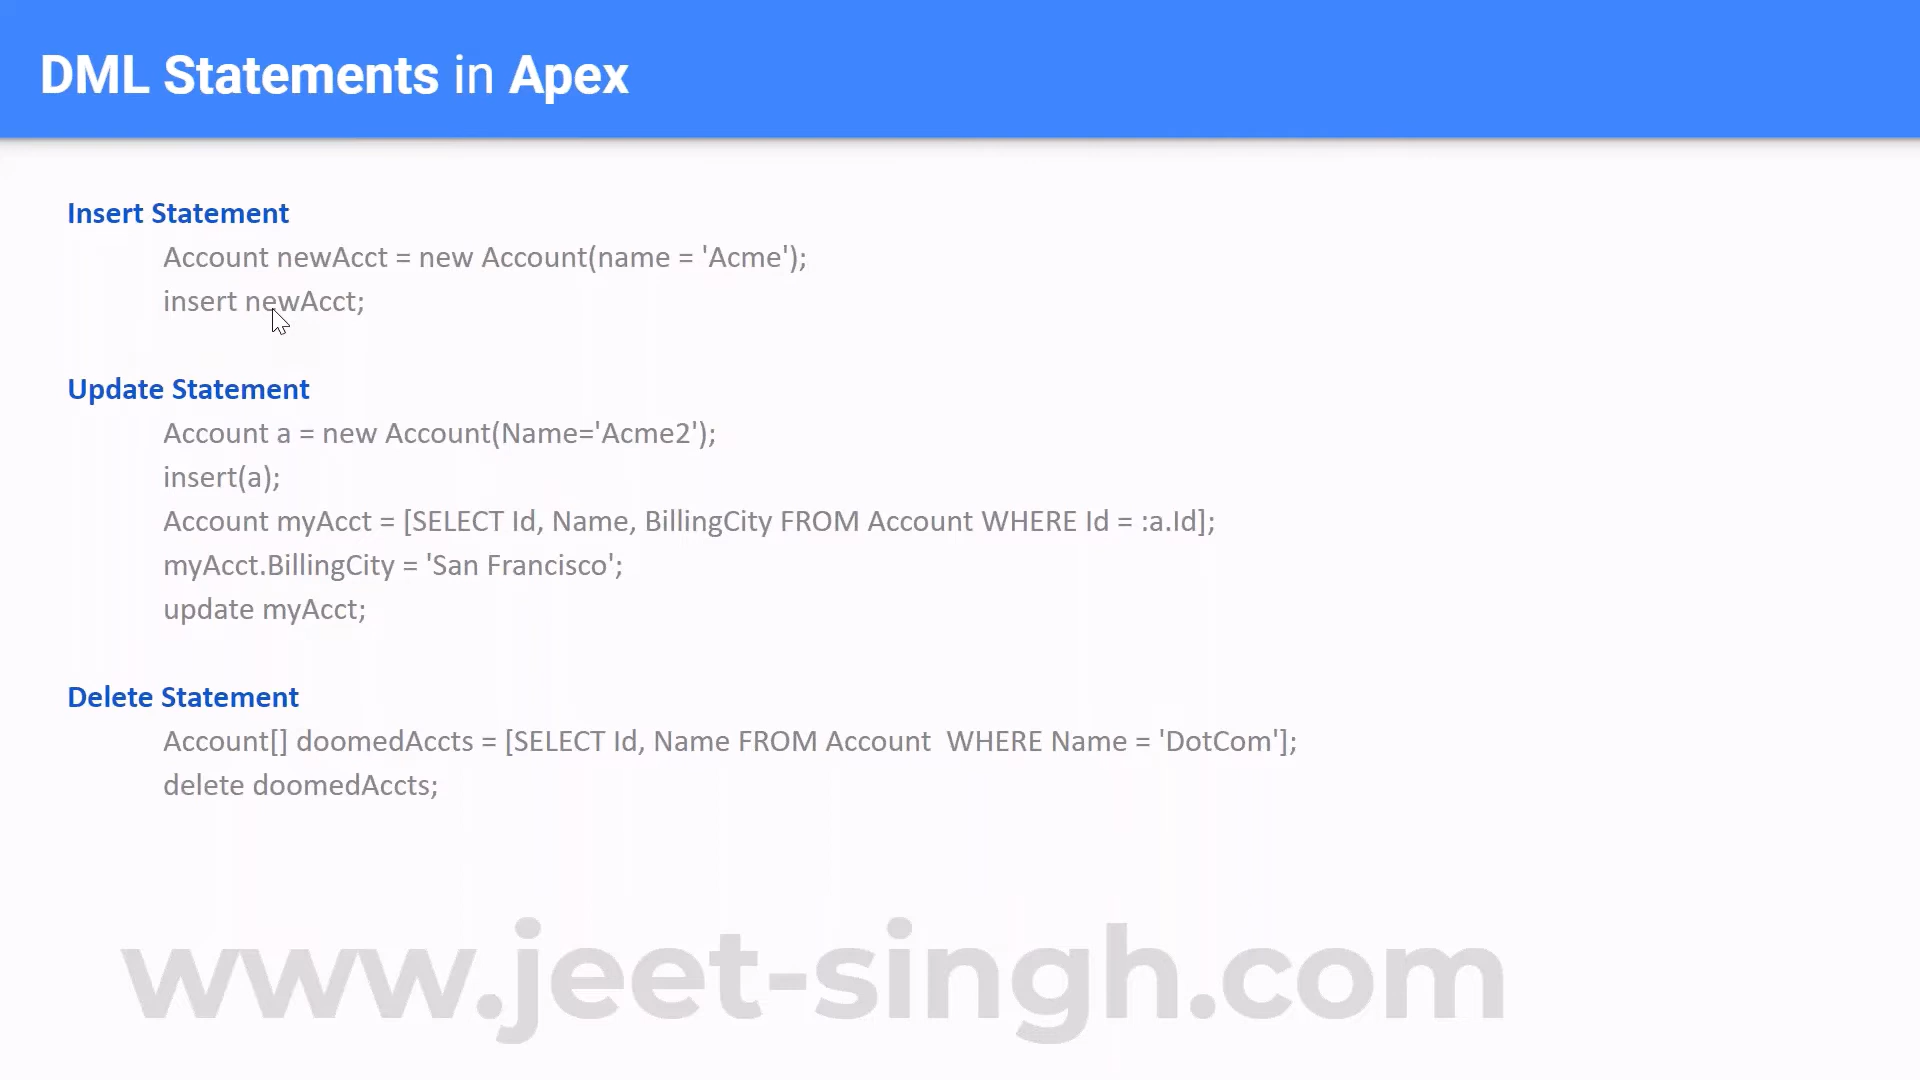 DML Statements in Apex
Insert Statement
Account newAcct = new Account(name = 'Acme');
insert newAcct;
Update Statement
Account a = new Account(Name='Acme2');
insert(a);
Account myAcct = [SELECT Id, Name, BillingCity FROM Account WHERE Id = :a.Id];
myAcct.BillingCity = 'San Francisco';
update myAcct;
Delete Statement
Account[] doomedAccts = [SELECT Id, Name FROM Account  WHERE Name = 'DotCom'];
delete doomedAccts;
www.jeet-singh.com